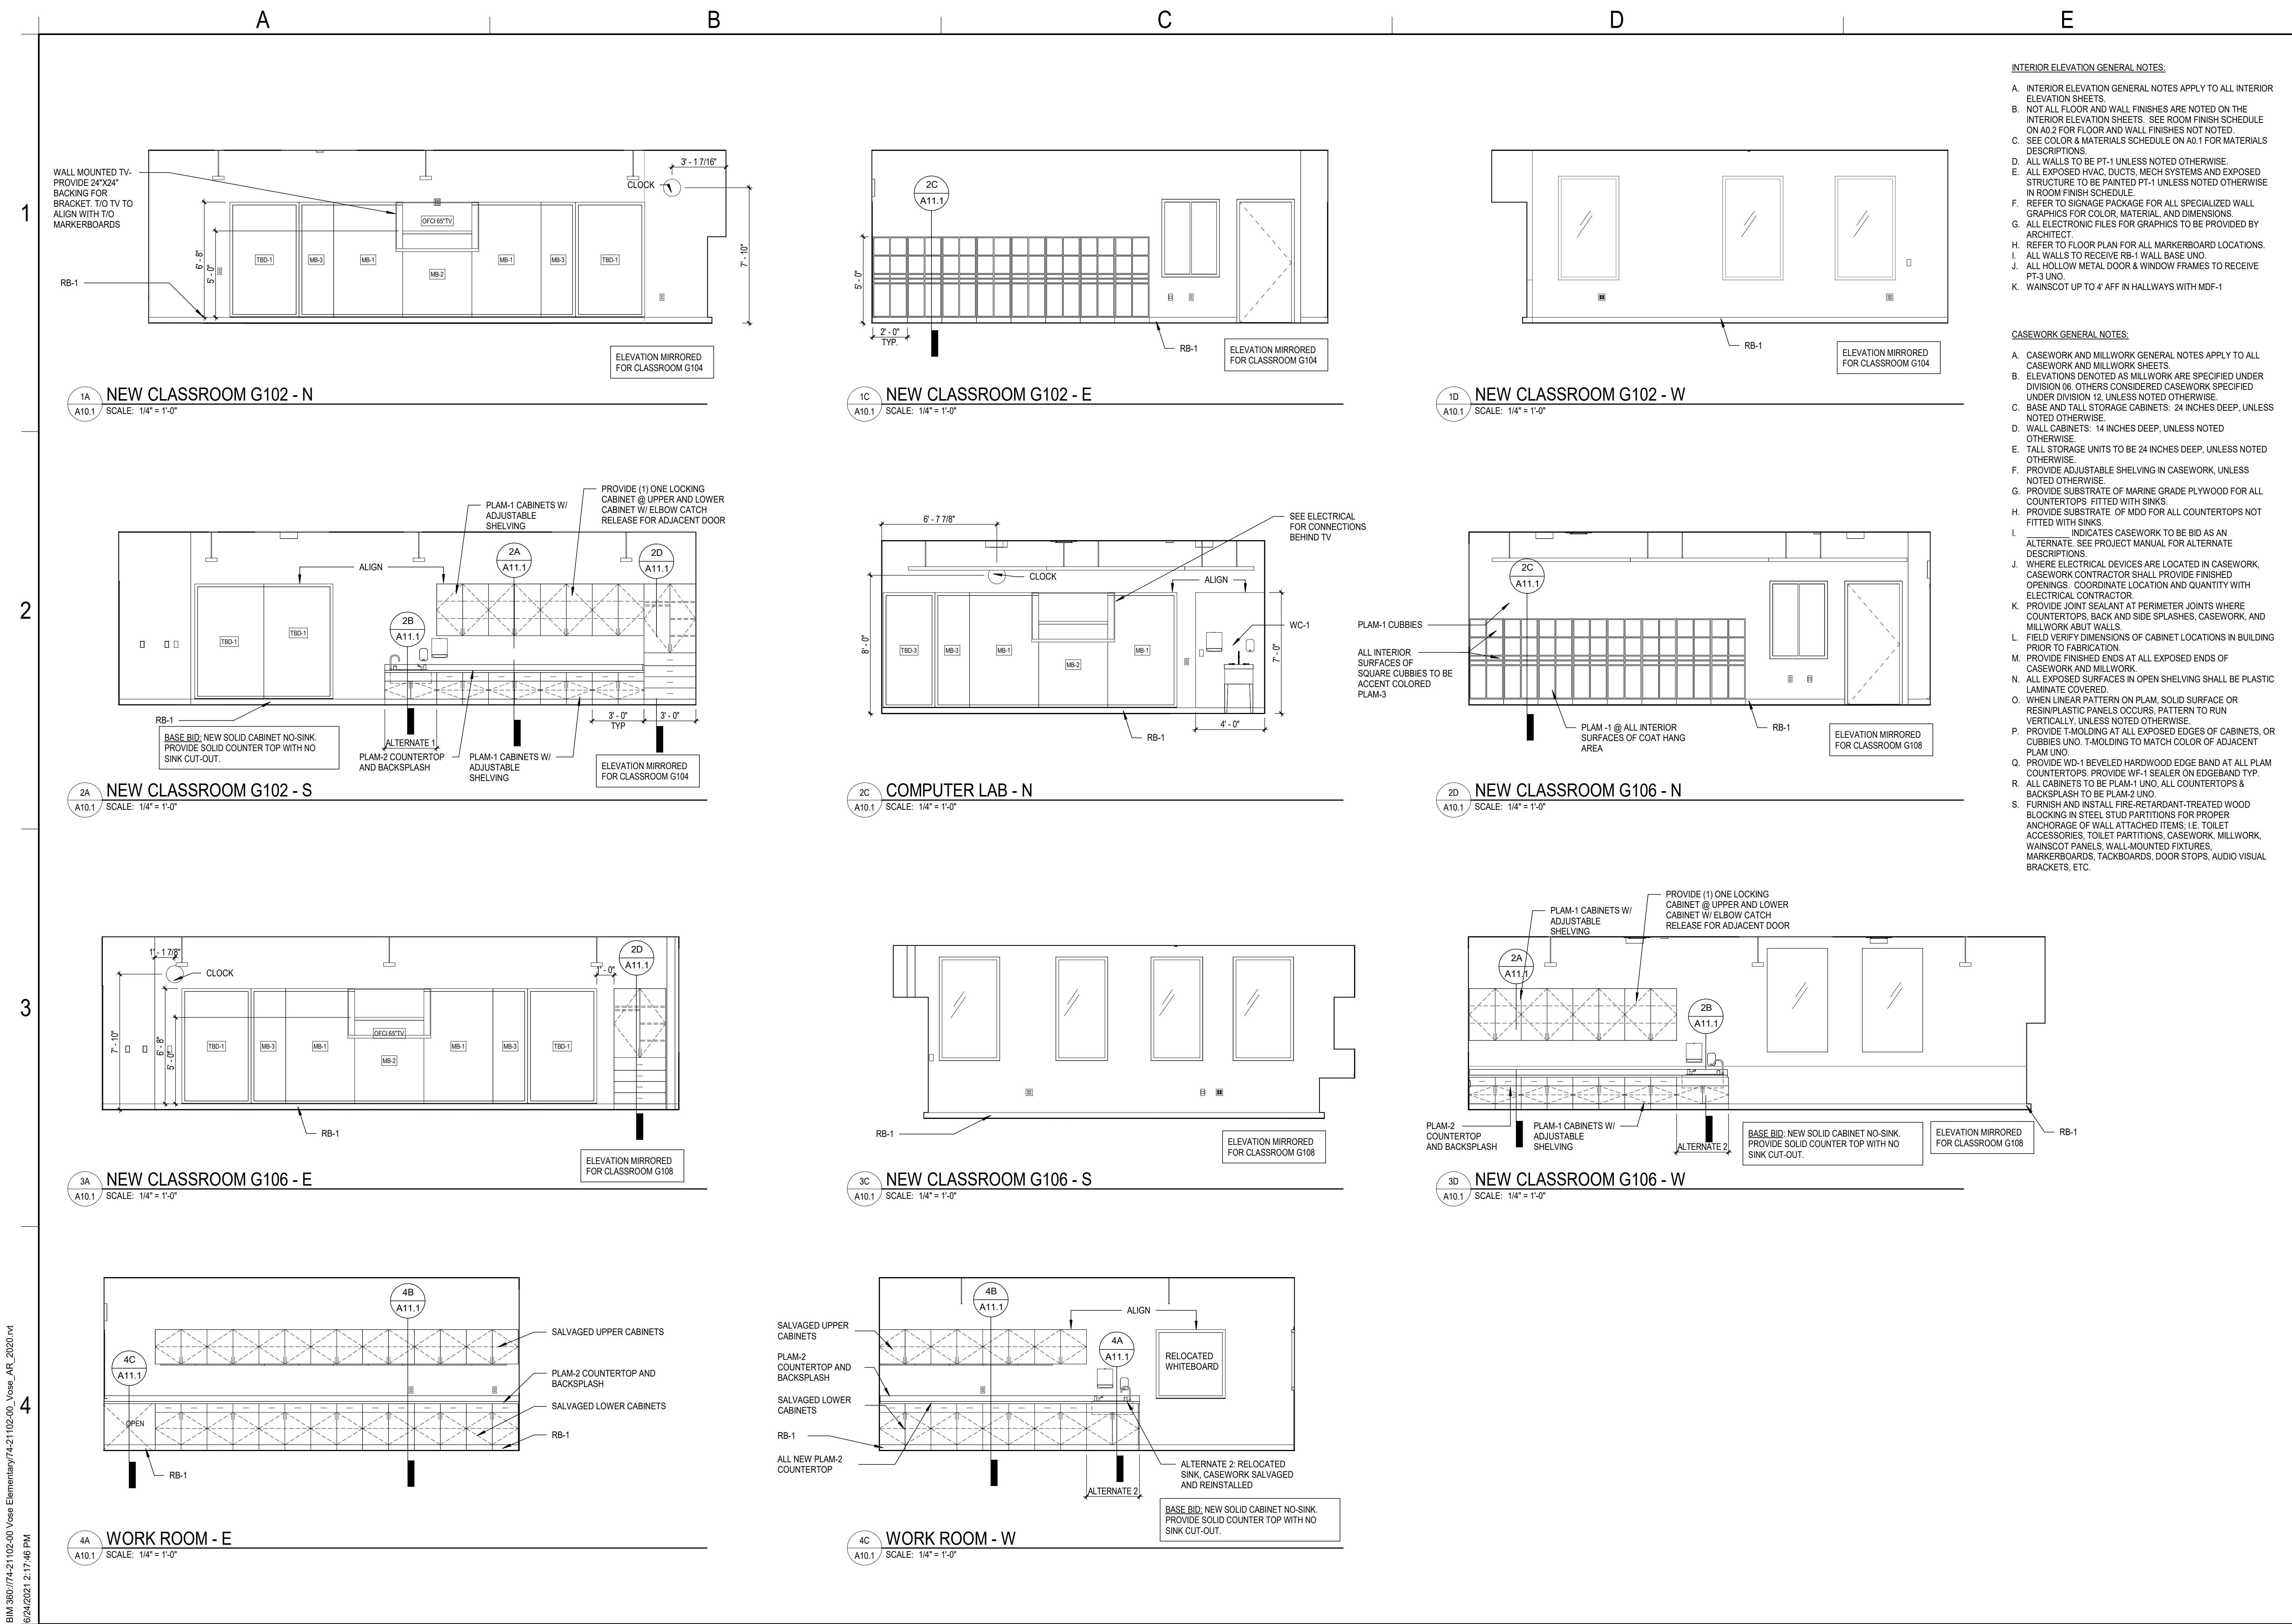 A
B
C
D
E
1
2
3
4
WALL MOUNTED TV-
PROVIDE 24"X24"
BACKING FOR
BRACKET. T/O TV TO
ALIGN WITH T/O
MARKERBOARDS
RB-1
6' - 8"
5' - 0"
TBD-1
MB-3
MB-1
OFCI 65"TV
MB-2
MB-1
MB-3
TBD-1
CLOCK
3' - 1 7/16"
7' - 10"
ELEVATION MIRRORED
FOR CLASSROOM G104
1A
A10.1
NEW CLASSROOM G102 - N
SCALE: 1/4" = 1'-0"
2C
A11.1
5' - 0"
2' - 0"
TYP.
RB-1
ELEVATION MIRRORED
FOR CLASSROOM G104
1C
A10.1
NEW CLASSROOM G102 - E
SCALE: 1/4" = 1'-0"
RB-1
ELEVATION MIRRORED
FOR CLASSROOM G104
1D
A10.1
NEW CLASSROOM G102 - W
SCALE: 1/4" = 1'-0"
PLAM-1 CABINETS W/
ADJUSTABLE
SHELVING
PROVIDE (1) ONE LOCKING
CABINET @ UPPER AND LOWER
CABINET W/ ELBOW CATCH
RELEASE FOR ADJACENT DOOR
ALIGN
2A
A11.1
2D
A11.1
2B
A11.1
TBD-1
TBD-1
RB-1
BASE BID: NEW SOLID CABINET NO-SINK.
PROVIDE SOLID COUNTER TOP WITH NO
SINK CUT-OUT.
ALTERNATE 1
PLAM-2 COUNTERTOP
AND BACKSPLASH
PLAM-1 CABINETS W/
ADJUSTABLE
SHELVING
3' - 0"
TYP
3' - 0"
ELEVATION MIRRORED
FOR CLASSROOM G104
2A
A10.1
NEW CLASSROOM G102 - S
SCALE: 1/4" = 1'-0"
6' - 7 7/8"
SEE ELECTRICAL
FOR CONNECTIONS
BEHIND TV
CLOCK
ALIGN
8' - 0"
TBD-3
MB-3
MB-1
MB-2
MB-1
WC-1
7' - 0"
4' - 0"
RB-1
2C
A10.1
COMPUTER LAB - N
SCALE: 1/4" = 1'-0"
2C
A11.1
PLAM-1 CUBBIES
ALL INTERIOR
SURFACES OF
SQUARE CUBBIES TO BE
ACCENT COLORED
PLAM-3
PLAM -1 @ ALL INTERIOR
SURFACES OF COAT HANG
AREA
RB-1
ELEVATION MIRRORED
FOR CLASSROOM G108
2D
A10.1
NEW CLASSROOM G106 - N
SCALE: 1/4" = 1'-0"
1' - 1 7/8"
CLOCK
7' - 10"
6' - 8"
5' - 0"
TBD-1
MB-3
MB-1
OFCI 65"TV
MB-2
MB-1
MB-3
TBD-1
1' - 0"
2D
A11.1
RB-1
ELEVATION MIRRORED
FOR CLASSROOM G108
3A
A10.1
NEW CLASSROOM G106 - E
SCALE: 1/4" = 1'-0"
RB-1
ELEVATION MIRRORED
FOR CLASSROOM G108
3C
A10.1
NEW CLASSROOM G106 - S
SCALE: 1/4" = 1'-0"
PLAM-1 CABINETS W/
ADJUSTABLE
SHELVING
PROVIDE (1) ONE LOCKING
CABINET @ UPPER AND LOWER
CABINET W/ ELBOW CATCH
RELEASE FOR ADJACENT DOOR
2A
A11.1
2B
A11.1
PLAM-2
COUNTERTOP
AND BACKSPLASH
PLAM-1 CABINETS W/
ADJUSTABLE
SHELVING
ALTERNATE 2
BASE BID: NEW SOLID CABINET NO-SINK.
PROVIDE SOLID COUNTER TOP WITH NO
SINK CUT-OUT.
ELEVATION MIRRORED
FOR CLASSROOM G108
RB-1
3D
A10.1
NEW CLASSROOM G106 - W
SCALE: 1/4" = 1'-0"
4B
A11.1
4C
A11.1
OPEN
SALVAGED UPPER CABINETS
PLAM-2 COUNTERTOP AND
BACKSPLASH
SALVAGED LOWER CABINETS
RB-1
RB-1
4A
A10.1
WORK ROOM - E
SCALE: 1/4" = 1'-0"
SALVAGED UPPER
CABINETS
PLAM-2
COUNTERTOP AND
BACKSPLASH
SALVAGED LOWER
CABINETS
RB-1
ALL NEW PLAM-2
COUNTERTOP
4B
A11.1
ALIGN
4A
A11.1
RELOCATED
WHITEBOARD
ALTERNATE 2
ALTERNATE 2: RELOCATED
SINK, CASEWORK SALVAGED
AND REINSTALLED
BASE BID: NEW SOLID CABINET NO-SINK.
PROVIDE SOLID COUNTER TOP WITH NO
SINK CUT-OUT.
4C
A10.1
WORK ROOM - W
SCALE: 1/4" = 1'-0"
INTERIOR ELEVATION GENERAL NOTES:
A. INTERIOR ELEVATION GENERAL NOTES APPLY TO ALL INTERIOR
ELEVATION SHEETS.
B. NOT ALL FLOOR AND WALL FINISHES ARE NOTED ON THE
INTERIOR ELEVATION SHEETS. SEE ROOM FINISH SCHEDULE
ON A0.2 FOR FLOOR AND WALL FINISHES NOT NOTED.
C. SEE COLOR & MATERIALS SCHEDULE ON A0.1 FOR MATERIALS
DESCRIPTIONS.
D. ALL WALLS TO BE PT-1 UNLESS NOTED OTHERWISE.
E. ALL EXPOSED HVAC, DUCTS, MECH SYSTEMS AND EXPOSED
STRUCTURE TO BE PAINTED PT-1 UNLESS NOTED OTHERWISE
IN ROOM FINISH SCHEDULE.
F. REFER TO SIGNAGE PACKAGE FOR ALL SPECIALIZED WALL
GRAPHICS FOR COLOR, MATERIAL, AND DIMENSIONS.
G. ALL ELECTRONIC FILES FOR GRAPHICS TO BE PROVIDED BY
ARCHITECT.
H. REFER TO FLOOR PLAN FOR ALL MARKERBOARD LOCATIONS.
I. ALL WALLS TO RECEIVE RB-1 WALL BASE UNO.
J. ALL HOLLOW METAL DOOR & WINDOW FRAMES TO RECEIVE
PT-3 UNO.
K. WAINSCOT UP TO 4' AFF IN HALLWAYS WITH MDF-1
CASEWORK GENERAL NOTES:
A. CASEWORK AND MILLWORK GENERAL NOTES APPLY TO ALL
CASEWORK AND MILLWORK SHEETS.
B. ELEVATIONS DENOTED AS MILLWORK ARE SPECIFIED UNDER
DIVISION 06. OTHERS CONSIDERED CASEWORK SPECIFIED
UNDER DIVISION 12, UNLESS NOTED OTHERWISE.
C. BASE AND TALL STORAGE CABINETS: 24 INCHES DEEP, UNLESS
NOTED OTHERWISE.
D. WALL CABINETS: 14 INCHES DEEP, UNLESS NOTED
OTHERWISE.
E. TALL STORAGE UNITS TO BE 24 INCHES DEEP, UNLESS NOTED
OTHERWISE.
F. PROVIDE ADJUSTABLE SHELVING IN CASEWORK, UNLESS
NOTED OTHERWISE.
G. PROVIDE SUBSTRATE OF MARINE GRADE PLYWOOD FOR ALL
COUNTERTOPS FITTED WITH SINKS.
H. PROVIDE SUBSTRATE OF MDO FOR ALL COUNTERTOPS NOT
FITTED WITH SINKS.
I. __________ INDICATES CASEWORK TO BE BID AS AN
ALTERNATE. SEE PROJECT MANUAL FOR ALTERNATE
DESCRIPTIONS.
J. WHERE ELECTRICAL DEVICES ARE LOCATED IN CASEWORK,
CASEWORK CONTRACTOR SHALL PROVIDE FINISHED
OPENINGS. COORDINATE LOCATION AND QUANTITY WITH
ELECTRICAL CONTRACTOR.
K. PROVIDE JOINT SEALANT AT PERIMETER JOINTS WHERE
COUNTERTOPS, BACK AND SIDE SPLASHES, CASEWORK, AND
MILLWORK ABUT WALLS.
L. FIELD VERIFY DIMENSIONS OF CABINET LOCATIONS IN BUILDING
PRIOR TO FABRICATION.
M. PROVIDE FINISHED ENDS AT ALL EXPOSED ENDS OF
CASEWORK AND MILLWORK.
N. ALL EXPOSED SURFACES IN OPEN SHELVING SHALL BE PLASTIC
LAMINATE COVERED.
O. WHEN LINEAR PATTERN ON PLAM, SOLID SURFACE OR
RESIN/PLASTIC PANELS OCCURS, PATTERN TO RUN
VERTICALLY, UNLESS NOTED OTHERWISE.
P. PROVIDE T-MOLDING AT ALL EXPOSED EDGES OF CABINETS, OR
CUBBIES UNO. T-MOLDING TO MATCH COLOR OF ADJACENT
PLAM UNO.
Q. PROVIDE WD-1 BEVELED HARDWOOD EDGE BAND AT ALL PLAM
COUNTERTOPS. PROVIDE WF-1 SEALER ON EDGEBAND TYP.
R. ALL CABINETS TO BE PLAM-1 UNO, ALL COUNTERTOPS &
BACKSPLASH TO BE PLAM-2 UNO.
S. FURNISH AND INSTALL FIRE-RETARDANT-TREATED WOOD
BLOCKING IN STEEL STUD PARTITIONS FOR PROPER
ANCHORAGE OF WALL ATTACHED ITEMS; I.E. TOILET
ACCESSORIES, TOILET PARTITIONS, CASEWORK, MILLWORK,
WAINSCOT PANELS, WALL-MOUNTED FIXTURES,
MARKERBOARDS, TACKBOARDS, DOOR STOPS, AUDIO VISUAL
BRACKETS, ETC.
BIM 360://74-21102-00 Vose Elementary/74-21102-00_Vose_AR_2020.rvt
6/24/2021 2:17:46 PM